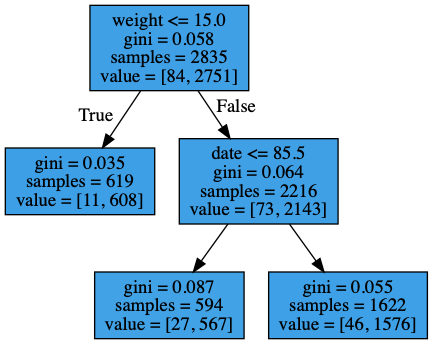 weight <= 15.0
gini = 0.058
samples = 2835
value = [84, 2751]
True
False
gini = 0.035
samples = 619
value = [11, 608]
date <= 85.5
gini = 0.064
samples = 2216
value = [73, 2143]
gini = 0.087
samples = 594
value = [27, 567]
gini = 0.055
samples = 1622
value = [46, 1576]